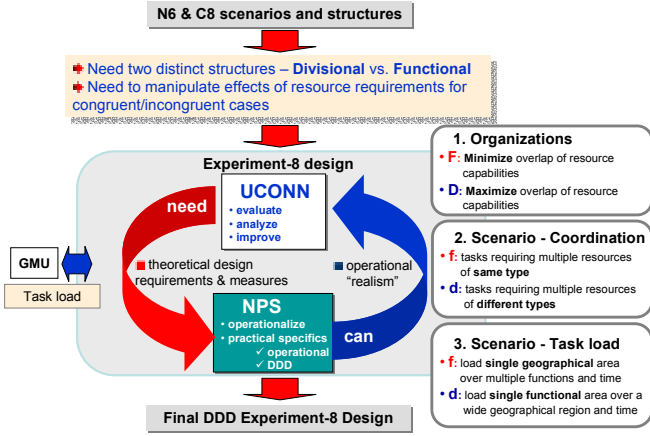 N6 & C8 scenarios and structures
Need two distinct structures – Divisional vs. Functional
Need to manipulate effects of resource requirements for
congruent/incongruent cases
Experiment-8 design
UCONN
• evaluate
• analyze
• improve
need
GMU
Task load
theoretical design
requirements & measures
operational
“realism”
NPS
• operationalize
• practical specifics
✓ operational
✓ DDD
can
Final DDD Experiment-8 Design
1. Organizations
• F: Minimize overlap of resource
capabilities
• D: Maximize overlap of resource
capabilities
2. Scenario - Coordination
• f: tasks requiring multiple resources
of same type
• d: tasks requiring multiple resources
of different types
3. Scenario - Task load
• f: load single geographical area
over multiple functions and time
• d: load single functional area over a
wide geographical region and time